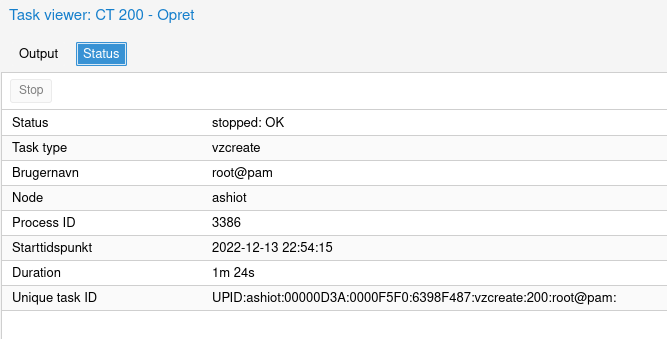 Task viewer: CT 200 - Opret
Output Status
Stop
Status stopped: OK
Task type vzcreate
Brugernavn root@pam
Node ashiot
Process ID 3386
Starttidspunkt 2022-12-13 22:54:15
Duration 1m 24s
Unique task ID UPID:ashiot:00000D3A:0000F5F0:6398F487:vzcreate:200:root@pam: